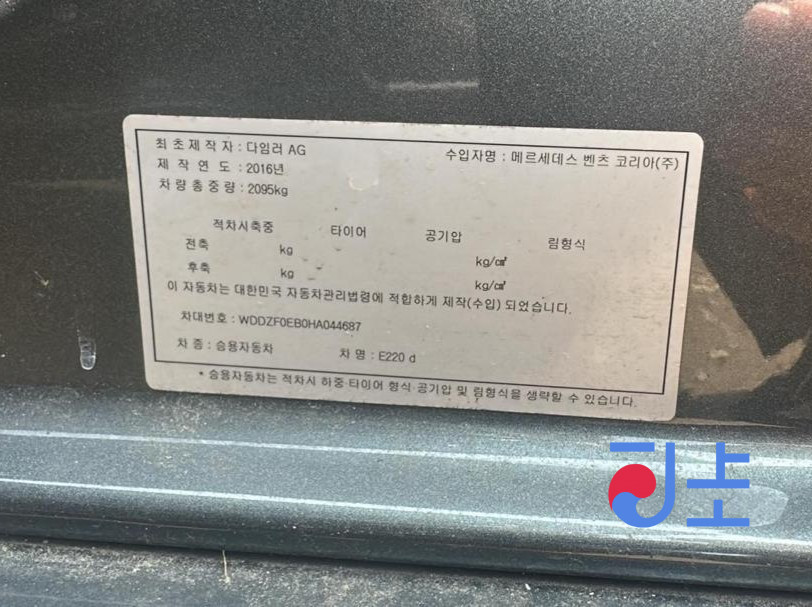 최초제작자 : 다임러 AG
수입자명 : 메르세데스 벤츠 코리아(주)
제작연도 : 2016년
차량총중량 : 2095kg
적차시축중 타이어 공기압 림형식
전축 kg kg/㎠
후축 kg kg/㎠
이 자동차는 대한민국 자동차관리법령에 적합하게 제작(수입) 되었습니다.
차대번호 : WDDZF0EB0HA044687
차종 : 승용자동차 차명 : E220 d
* 승용자동차는 적차시 하중·타이어 형식·공기압 및 림형식을 생략할 수 있습니다.